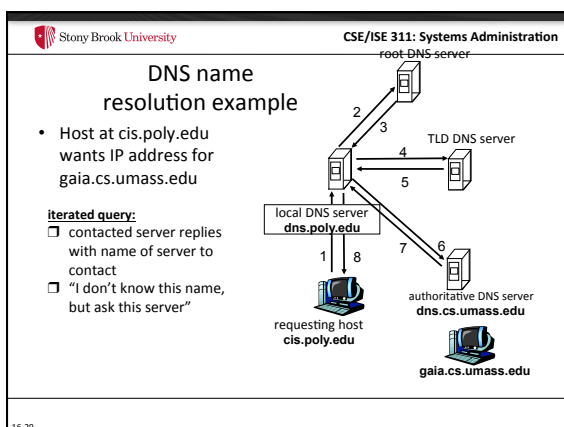 Stony Brook University
CSE/ISE 311: Systems Administration
DNS name
resolution example
• Host at cis.poly.edu
wants IP address for
gaia.cs.umass.edu
iterated query:
❒ contacted server replies
with name of server to
contact
❒ “I don’t know this name,
but ask this server”
root DNS server
2
3
TLD DNS server
4
5
local DNS server
dns.poly.edu
7
6
1
8
authoritative DNS server
dns.cs.umass.edu
requesting host
cis.poly.edu
gaia.cs.umass.edu